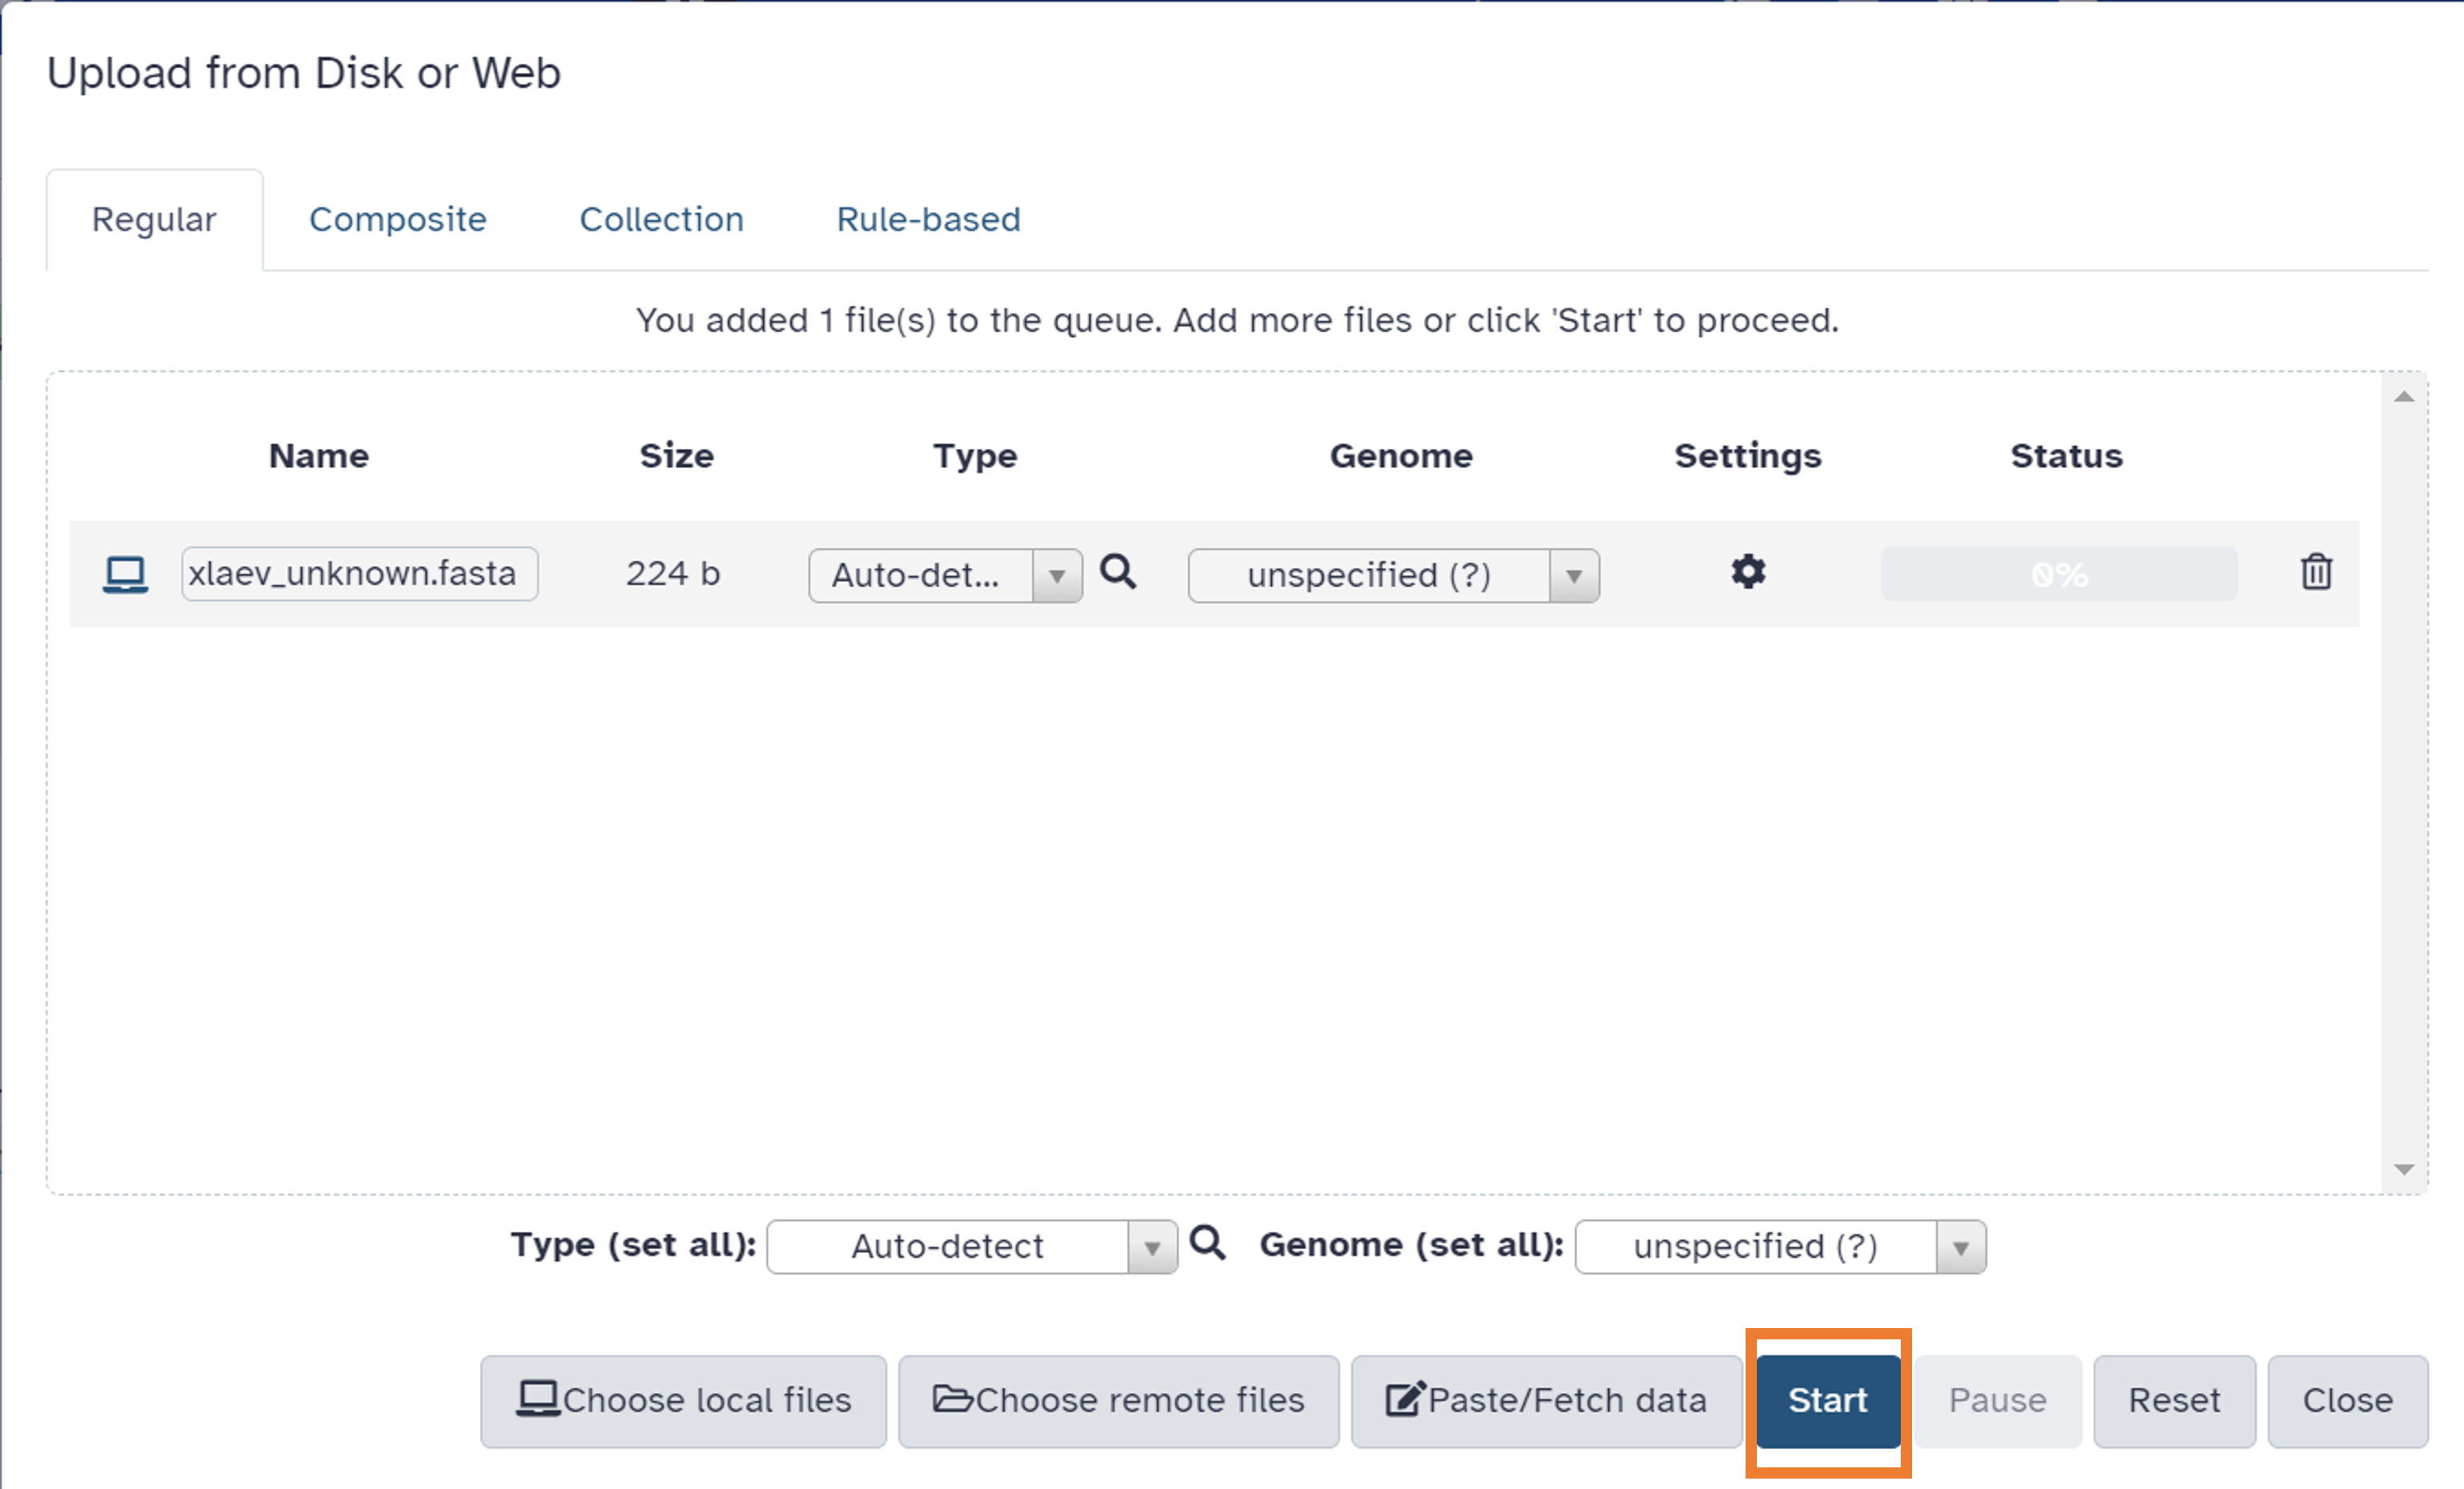 Upload from Disk or Web
Regular Composite Collection Rule-based
You added 1 file(s) to the queue. Add more files or click 'Start' to proceed.
Name Size Type Genome Settings Status
xlaev_unknown.fasta 224 b Auto-det... unspecified (?) 0%
Type (set all): Auto-detect Genome (set all): unspecified (?)
Choose local files Choose remote files Paste/Fetch data Start Pause Reset Close